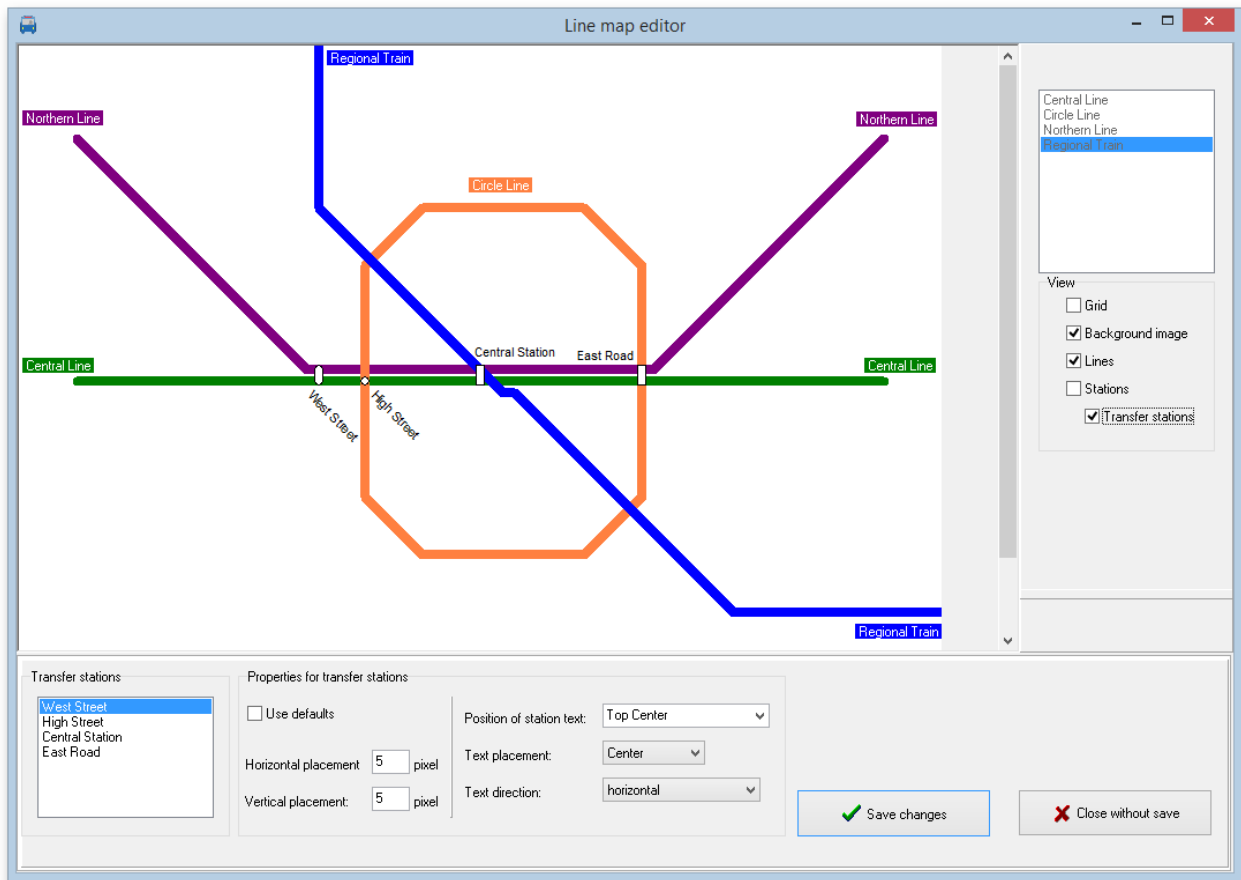 Line map editor
Regional Train
Northern Line
Northern Line
Circle Line
Central Station
East Road
Central Line
Central Line
West Street
High Street
Regional Train
Central Line
Circle Line
Northern Line
Regional Train
View
Grid
Background image
Lines
Stations
Transfer stations
Transfer stations
West Street
High Street
Central Station
East Road
Properties for transfer stations
Use defaults
Horizontal placement 5 pixel
Vertical placement: 5 pixel
Position of station text: Top Center
Text placement: Center
Text direction: horizontal
Save changes
Close without save